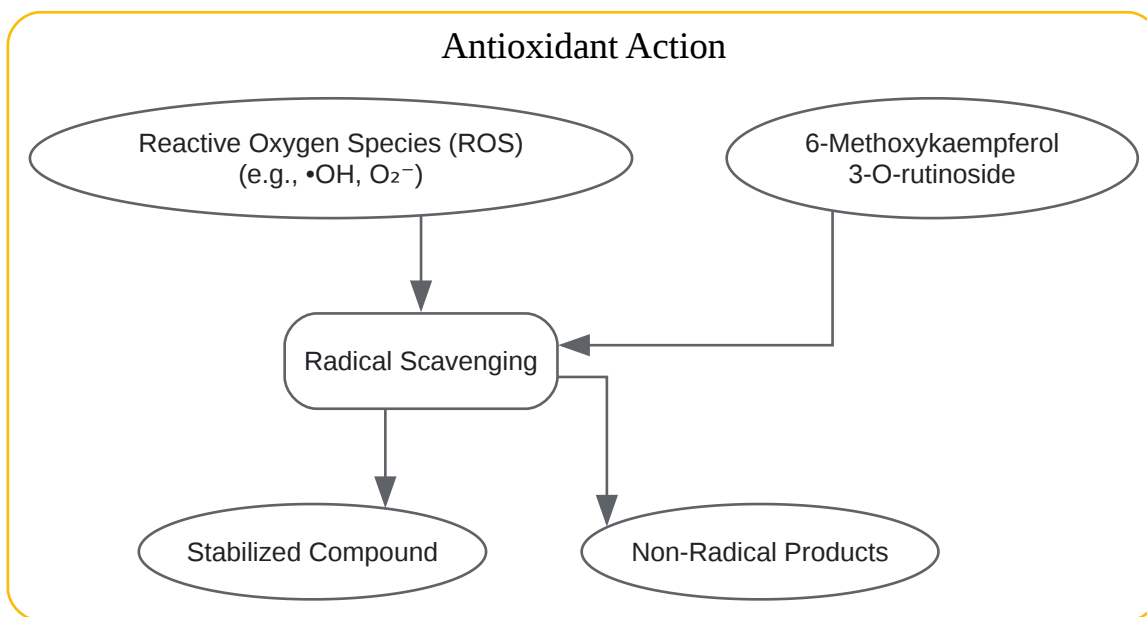 Antioxidant Action
Reactive Oxygen Species (ROS)
(e.g., •OH, O₂⁻)
6-Methoxykaempferol
3-O-rutinoside
Radical Scavenging
Stabilized Compound
Non-Radical Products